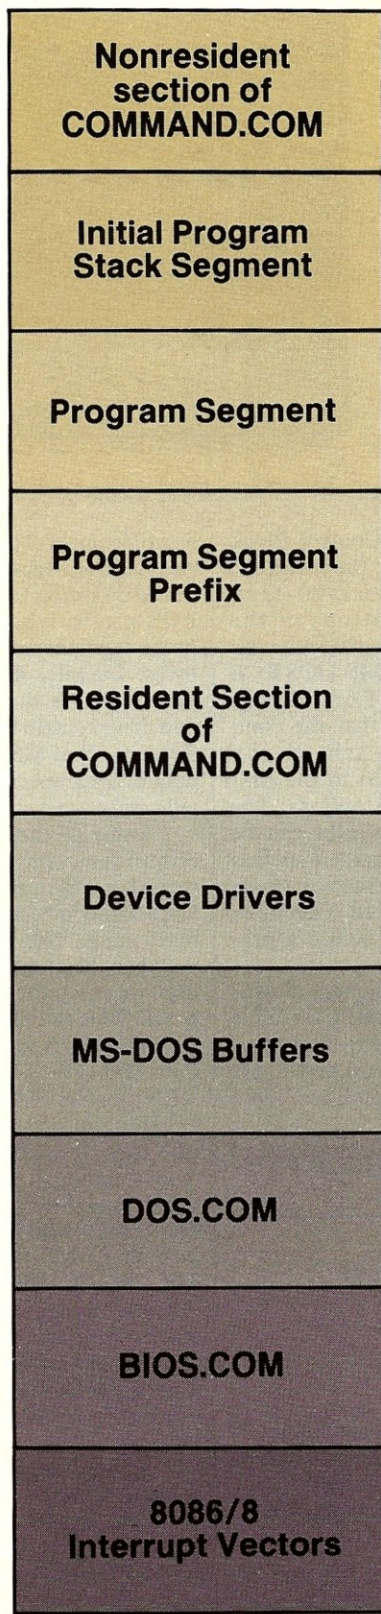 Nonresident
section of
COMMAND.COM
Initial Program
Stack Segment
Program Segment
Program Segment
Prefix
Resident Section
of
COMMAND.COM
Device Drivers
MS-DOS Buffers
DOS.COM
BIOS.COM
8086/8
Interrupt Vectors